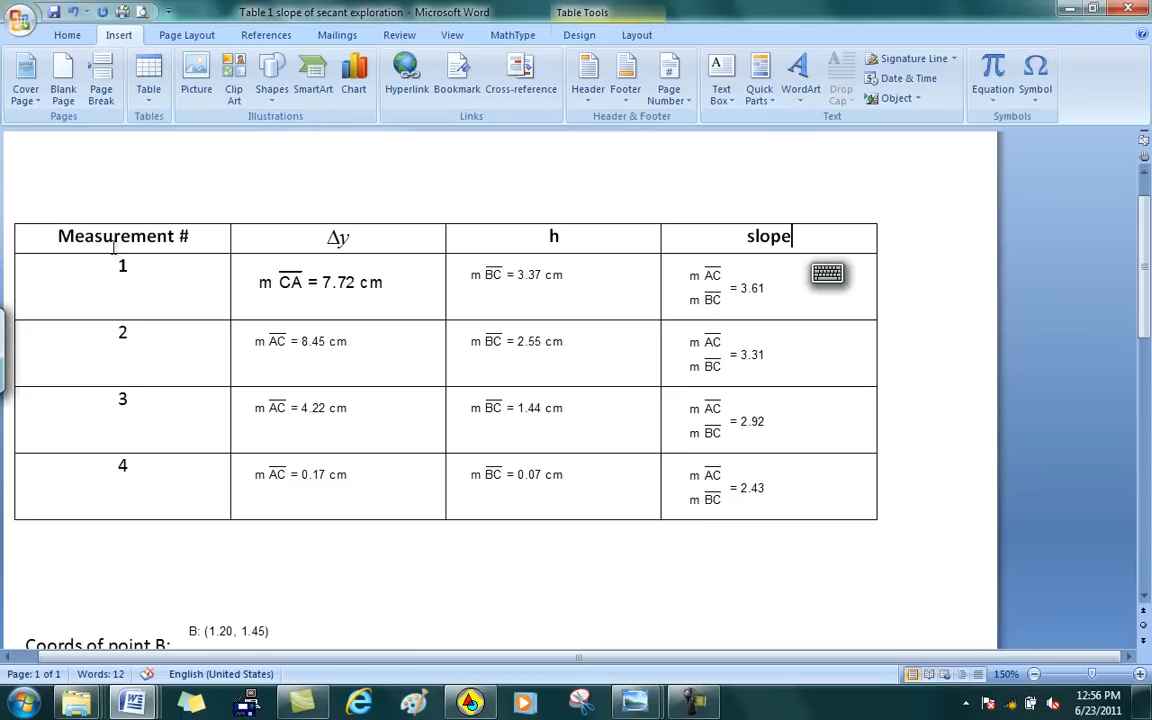 Table 1 slope of secant exploration - Microsoft Word
Table Tools
Home Insert Page Layout References Mailings Review View MathType Design Layout
Cover Page
Blank Page
Page Break
Table
Picture
Clip Art
Shapes
SmartArt
Chart
Hyperlink
Bookmark
Cross-reference
Header
Footer
Page Number
Text Box
Quick Parts
WordArt
Drop Cap
Signature Line
Date & Time
Object
Equation
Symbol
Pages Tables Illustrations Links Header & Footer Text Symbols
Measurement # Δy h slope
1 m CA = 7.72 cm m BC = 3.37 cm m AC / m BC = 3.61
2 m AC = 8.45 cm m BC = 2.55 cm m AC / m BC = 3.31
3 m AC = 4.22 cm m BC = 1.44 cm m AC / m BC = 2.92
4 m AC = 0.17 cm m BC = 0.07 cm m AC / m BC = 2.43
B: (1.20, 1.45)
Coords of point B:
Page: 1 of 1 Words: 12 English (United States) 150%
12:56 PM
6/23/2011